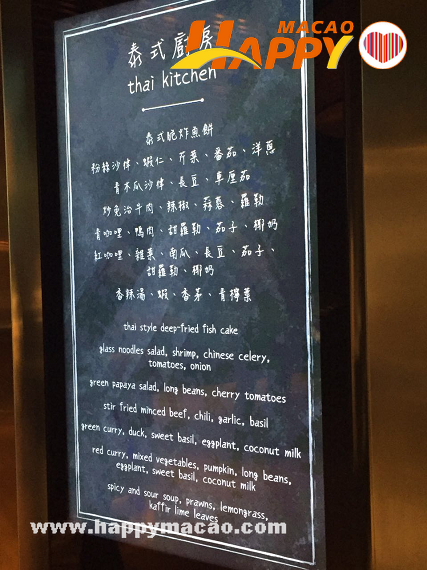 MACAO
HAPPY
泰式廚房
thai kitchen
泰式脆炸魚餅
粉絲沙律、蝦仁、芹菜、番茄、洋蔥
青木瓜沙律、長豆、車厘茄
炒免治牛肉、辣椒、蒜蓉、羅勒
青咖哩、鴨肉、甜羅勒、茄子、椰奶
紅咖哩、雜菜、南瓜、長豆、茄子、
甜羅勒、椰奶
香辣湯、蝦、香茅、青檸葉
thai style deep-fried fish cake
glass noodles salad, shrimp, chinese celery,
tomatoes, onion
green papaya salad, long beans, cherry tomatoes
stir fried minced beef, chili, garlic, basil
green curry, duck, sweet basil, eggplant, coconut milk
red curry, mixed vegetables, pumpkin, long beans,
eggplant, sweet basil, coconut milk
spicy and sour soup, prawns, lemongrass,
kaffir lime leaves
www.happymacao.com